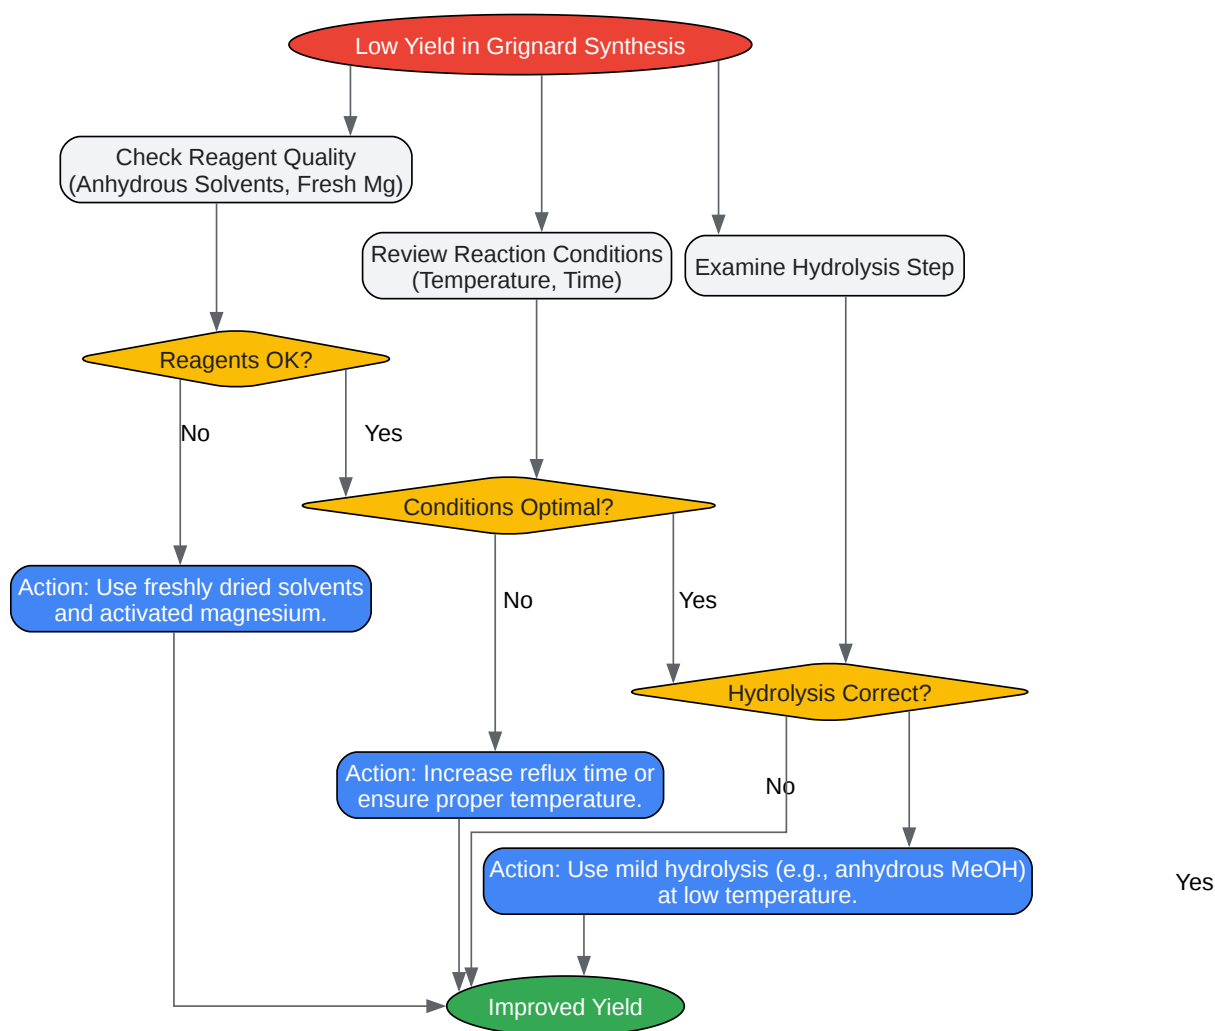 Low Yield in Grignard Synthesis
Check Reagent Quality
(Anhydrous Solvents, Fresh Mg)
Review Reaction Conditions
(Temperature, Time)
Examine Hydrolysis Step
Reagents OK?
No
Yes
Conditions Optimal?
Action: Use freshly dried solvents
and activated magnesium.
No
Yes
Hydrolysis Correct?
Action: Increase reflux time or
ensure proper temperature.
No
Action: Use mild hydrolysis (e.g., anhydrous MeOH)
at low temperature.
Yes
Improved Yield